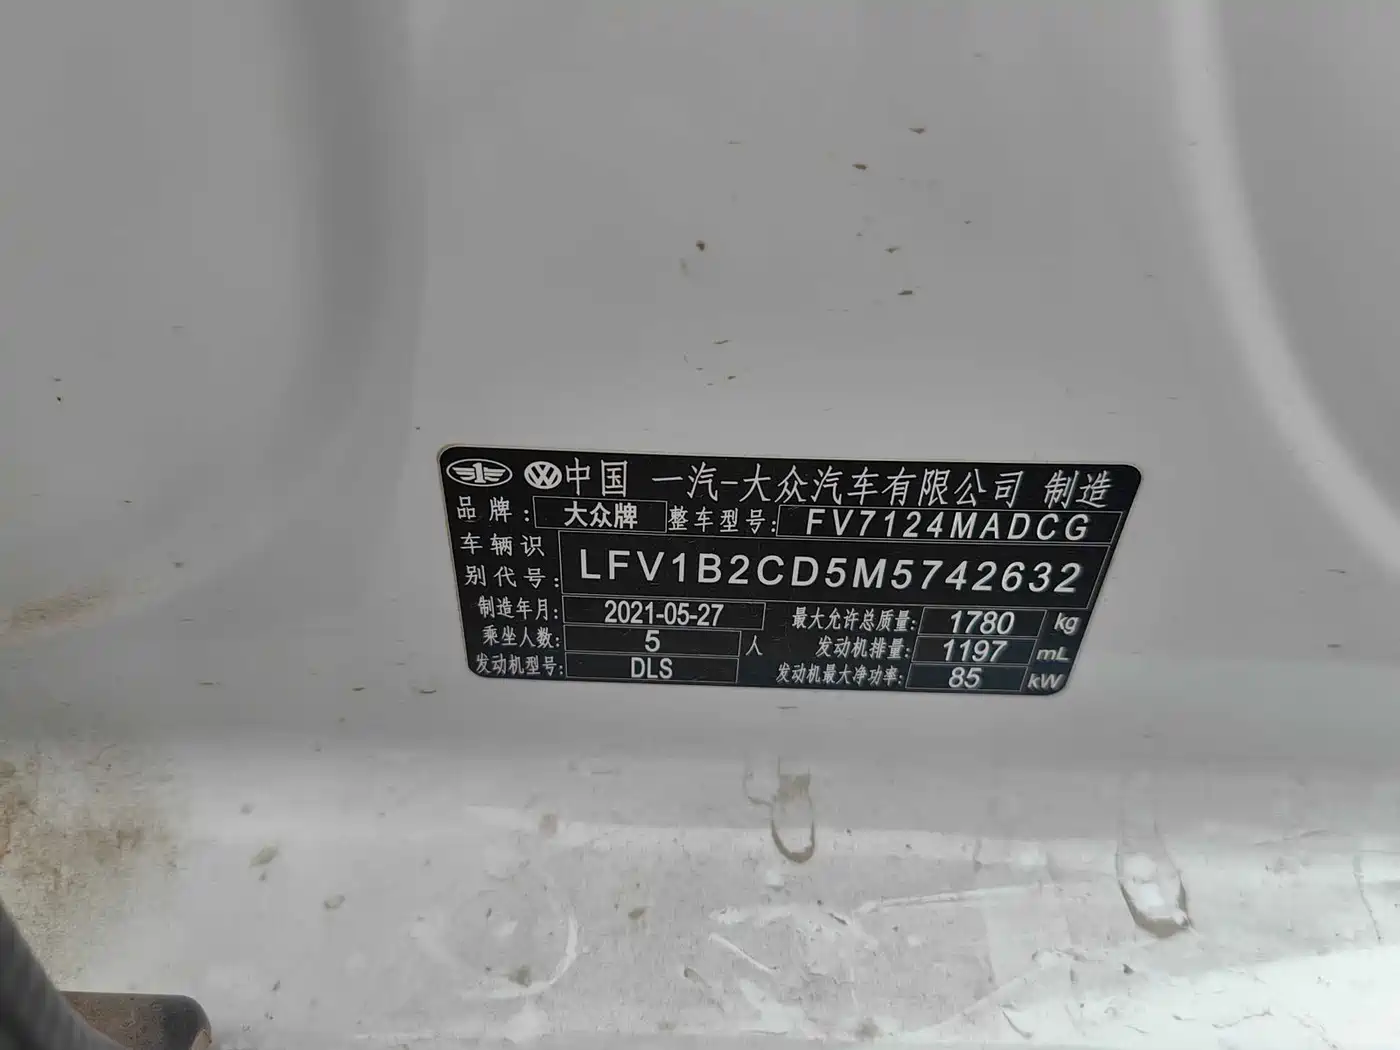 中国 一汽-大众汽车有限公司 制造
品牌: 大众牌 整车型号: FV7124MADCG
车辆识别代号: LFV1B2CD5M5742632
制造年月: 2021-05-27 最大允许总质量: 1780 kg
乘坐人数: 5 人 发动机排量: 1197 mL
发动机型号: DLS 发动机最大净功率: 85 kW